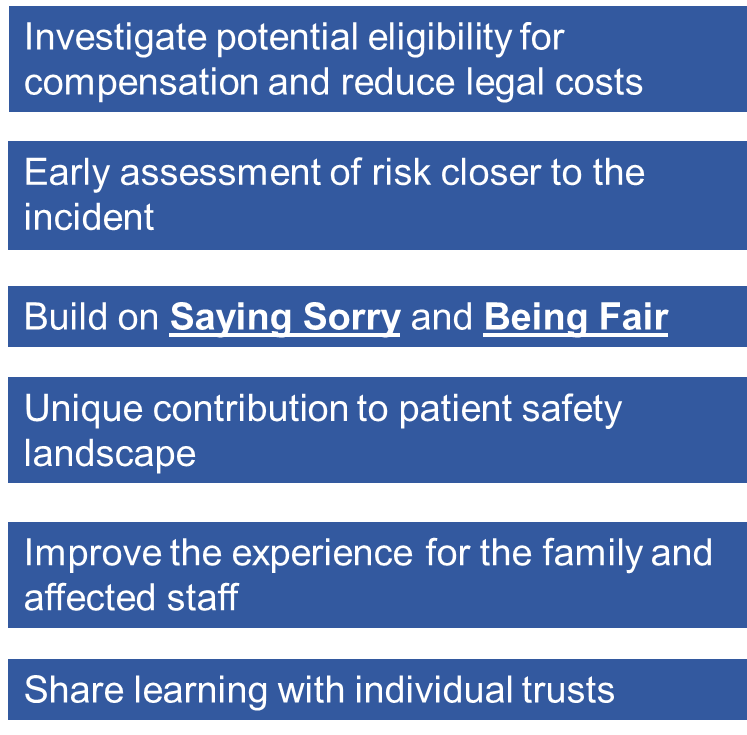 Investigate potential eligibility for
compensation and reduce legal costs
Early assessment of risk closer to the
incident
Build on Saying Sorry and Being Fair
Unique contribution to patient safety
landscape
Improve the experience for the family and
affected staff
Share learning with individual trusts